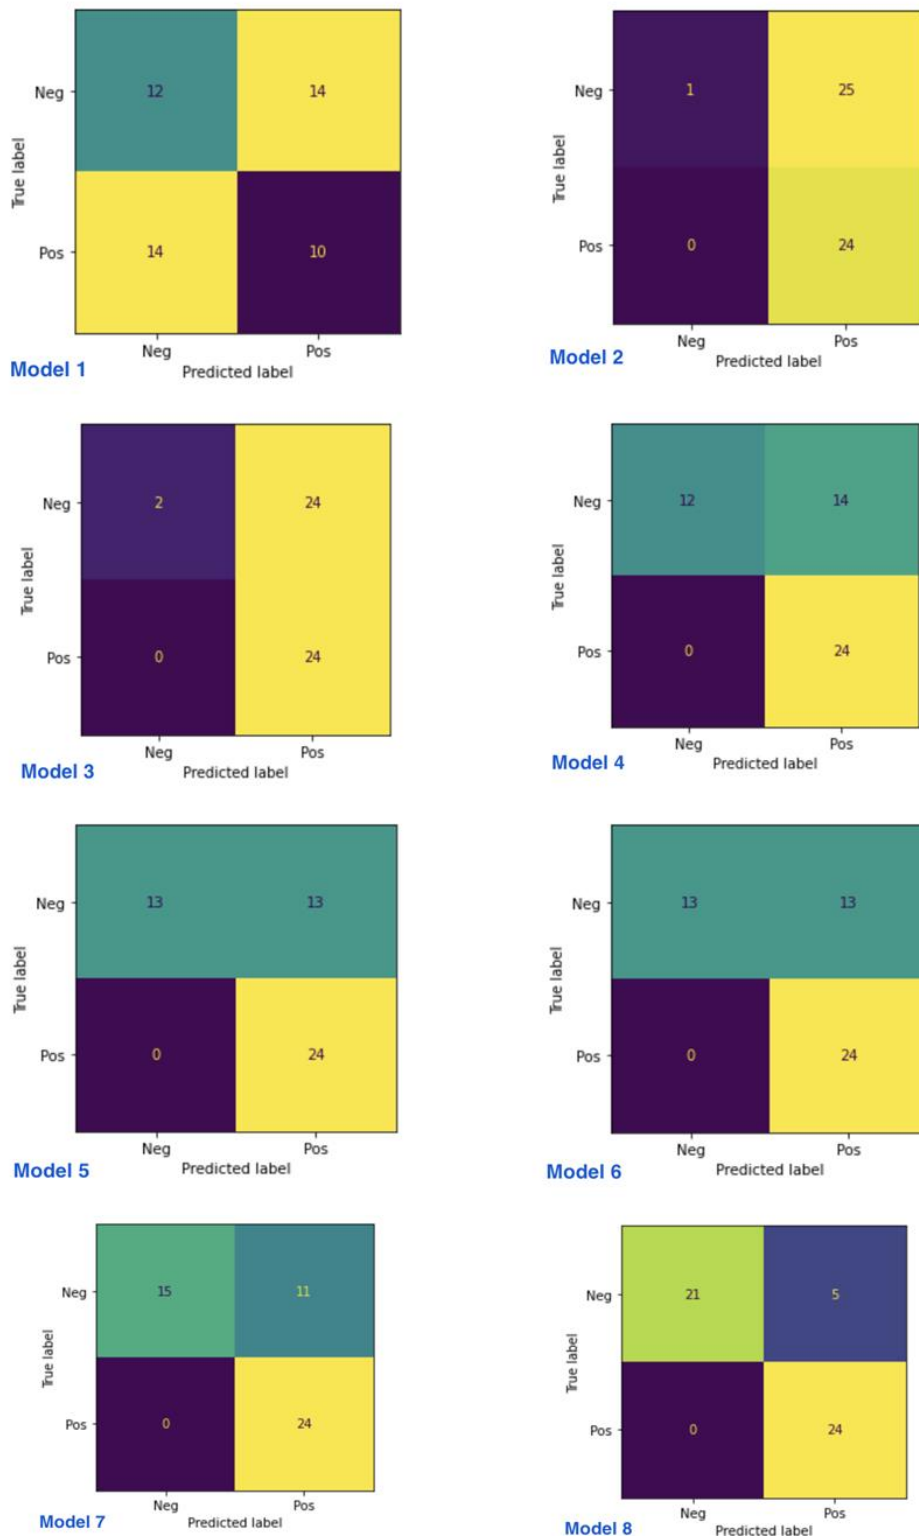 Neg 12 14
True label
Pos 14 10
Neg Pos
Predicted label
Model 1
Neg 1 25
True label
Pos 0 24
Neg Pos
Predicted label
Model 2
Neg 2 24
True label
Pos 0 24
Neg Pos
Predicted label
Model 3
Neg 12 14
True label
Pos 0 24
Neg Pos
Predicted label
Model 4
Neg 13 13
True label
Pos 0 24
Neg Pos
Predicted label
Model 5
Neg 13 13
True label
Pos 0 24
Neg Pos
Predicted label
Model 6
Neg 15 11
True label
Pos 0 24
Neg Pos
Predicted label
Model 7
Neg 21 5
True label
Pos 0 24
Neg Pos
Predicted label
Model 8